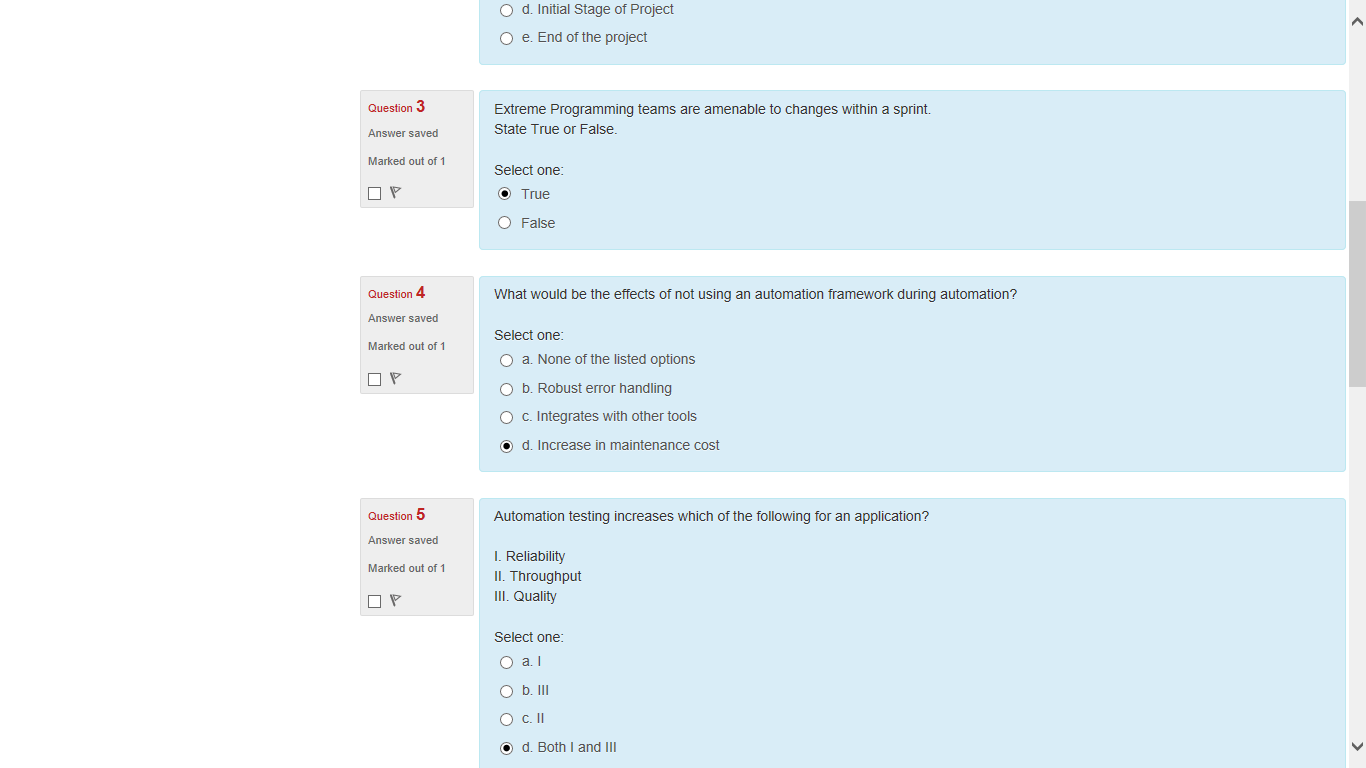 d. Initial Stage of Project
e. End of the project
Question 3
Answer saved
Marked out of 1
Extreme Programming teams are amenable to changes within a sprint.
State True or False.
Select one:
True
False
Question 4
Answer saved
Marked out of 1
What would be the effects of not using an automation framework during automation?
Select one:
a. None of the listed options
b. Robust error handling
c. Integrates with other tools
d. Increase in maintenance cost
Question 5
Answer saved
Marked out of 1
Automation testing increases which of the following for an application?
I. Reliability
II. Throughput
III. Quality
Select one:
a. I
b. III
c. II
d. Both I and III